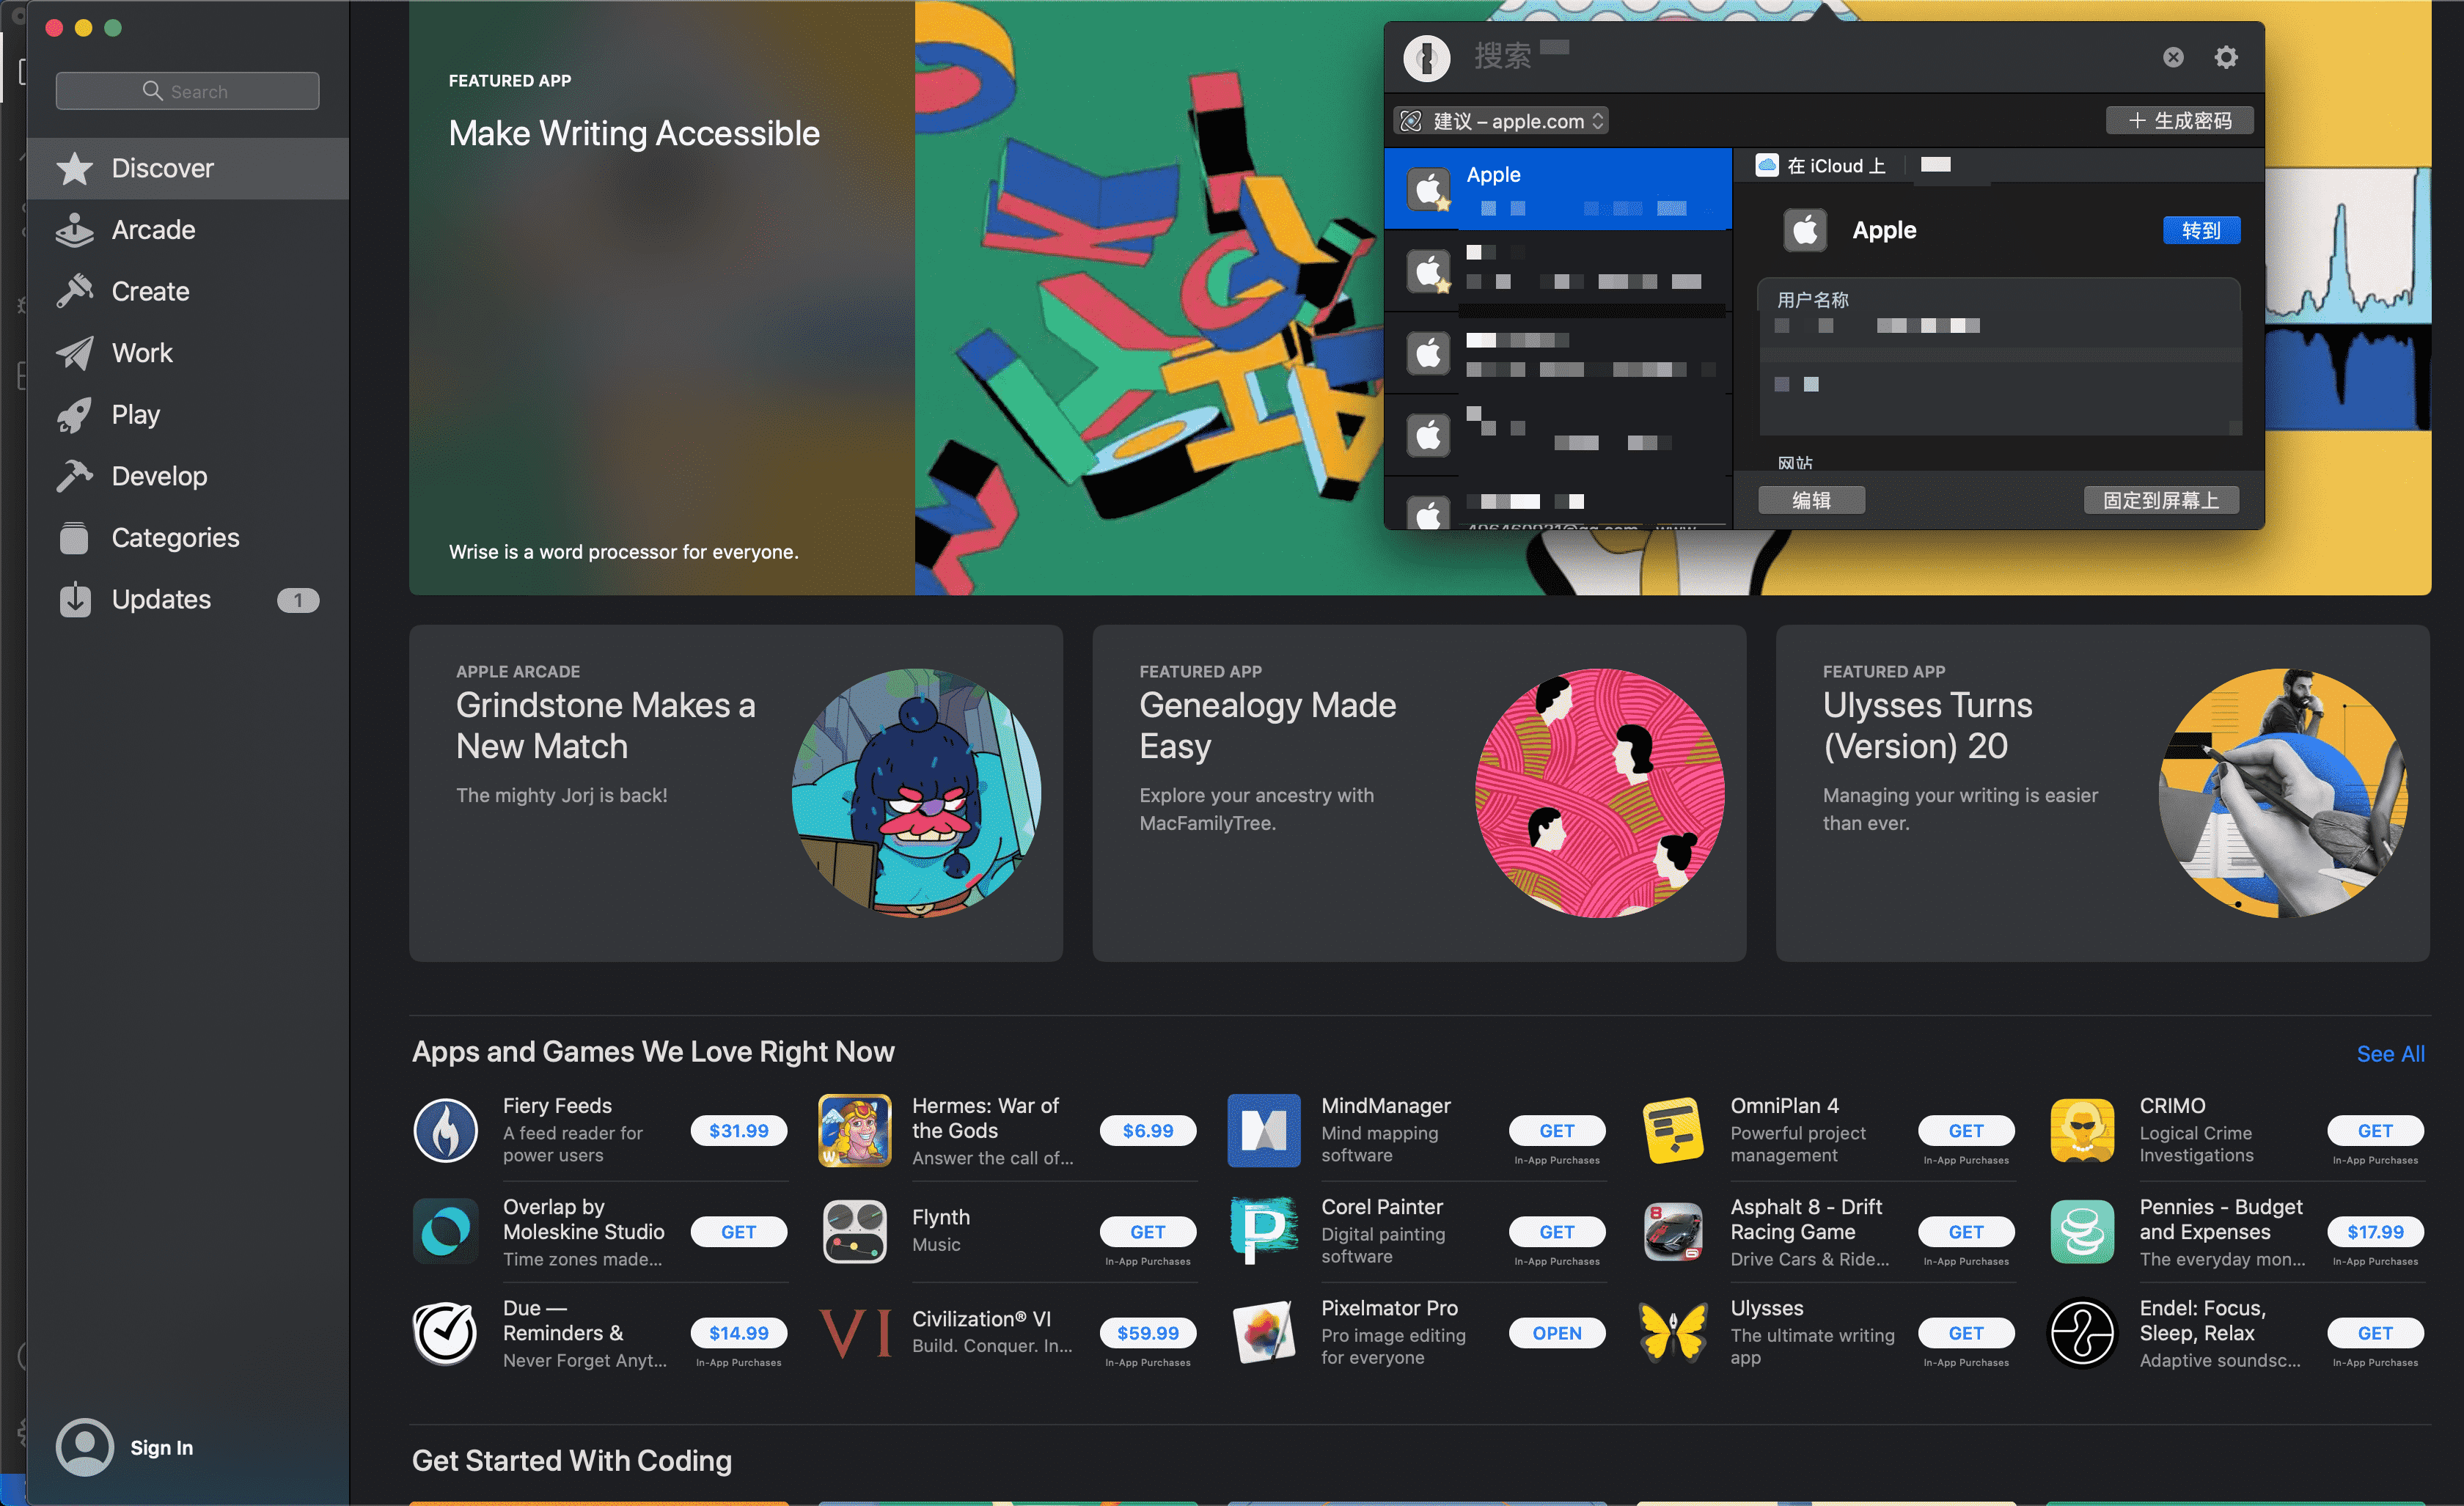 Search
Discover
Arcade
Create
Work
Play
Develop
Categories
Updates
1
Sign In
FEATURED APP
Make Writing Accessible
Wrise is a word processor for everyone.
搜索
建议 – apple.com
生成密码
Apple
在 iCloud 上
Apple
转到
用户名称
网站
编辑
固定到屏幕上
APPLE ARCADE
Grindstone Makes a
New Match
The mighty Jorj is back!
FEATURED APP
Genealogy Made
Easy
Explore your ancestry with
MacFamilyTree.
FEATURED APP
Ulysses Turns
(Version) 20
Managing your writing is easier
than ever.
Apps and Games We Love Right Now
See All
Fiery Feeds
A feed reader for
power users
$31.99
Hermes: War of
the Gods
Answer the call of...
$6.99
MindManager
Mind mapping
software
GET
In-App Purchases
OmniPlan 4
Powerful project
management
GET
In-App Purchases
CRIMO
Logical Crime
Investigations
GET
In-App Purchases
Overlap by
Moleskine Studio
Time zones made...
GET
Flynth
Music
GET
In-App Purchases
Corel Painter
Digital painting
software
GET
In-App Purchases
Asphalt 8 - Drift
Racing Game
Drive Cars & Ride...
GET
In-App Purchases
Pennies - Budget
and Expenses
The everyday mon...
$17.99
In-App Purchases
Due —
Reminders &
Never Forget Anyt...
$14.99
In-App Purchases
VI
Civilization® VI
Build. Conquer. In...
$59.99
In-App Purchases
Pixelmator Pro
Pro image editing
for everyone
OPEN
Ulysses
The ultimate writing
app
GET
In-App Purchases
Endel: Focus,
Sleep, Relax
Adaptive soundsc...
GET
In-App Purchases
Get Started With Coding